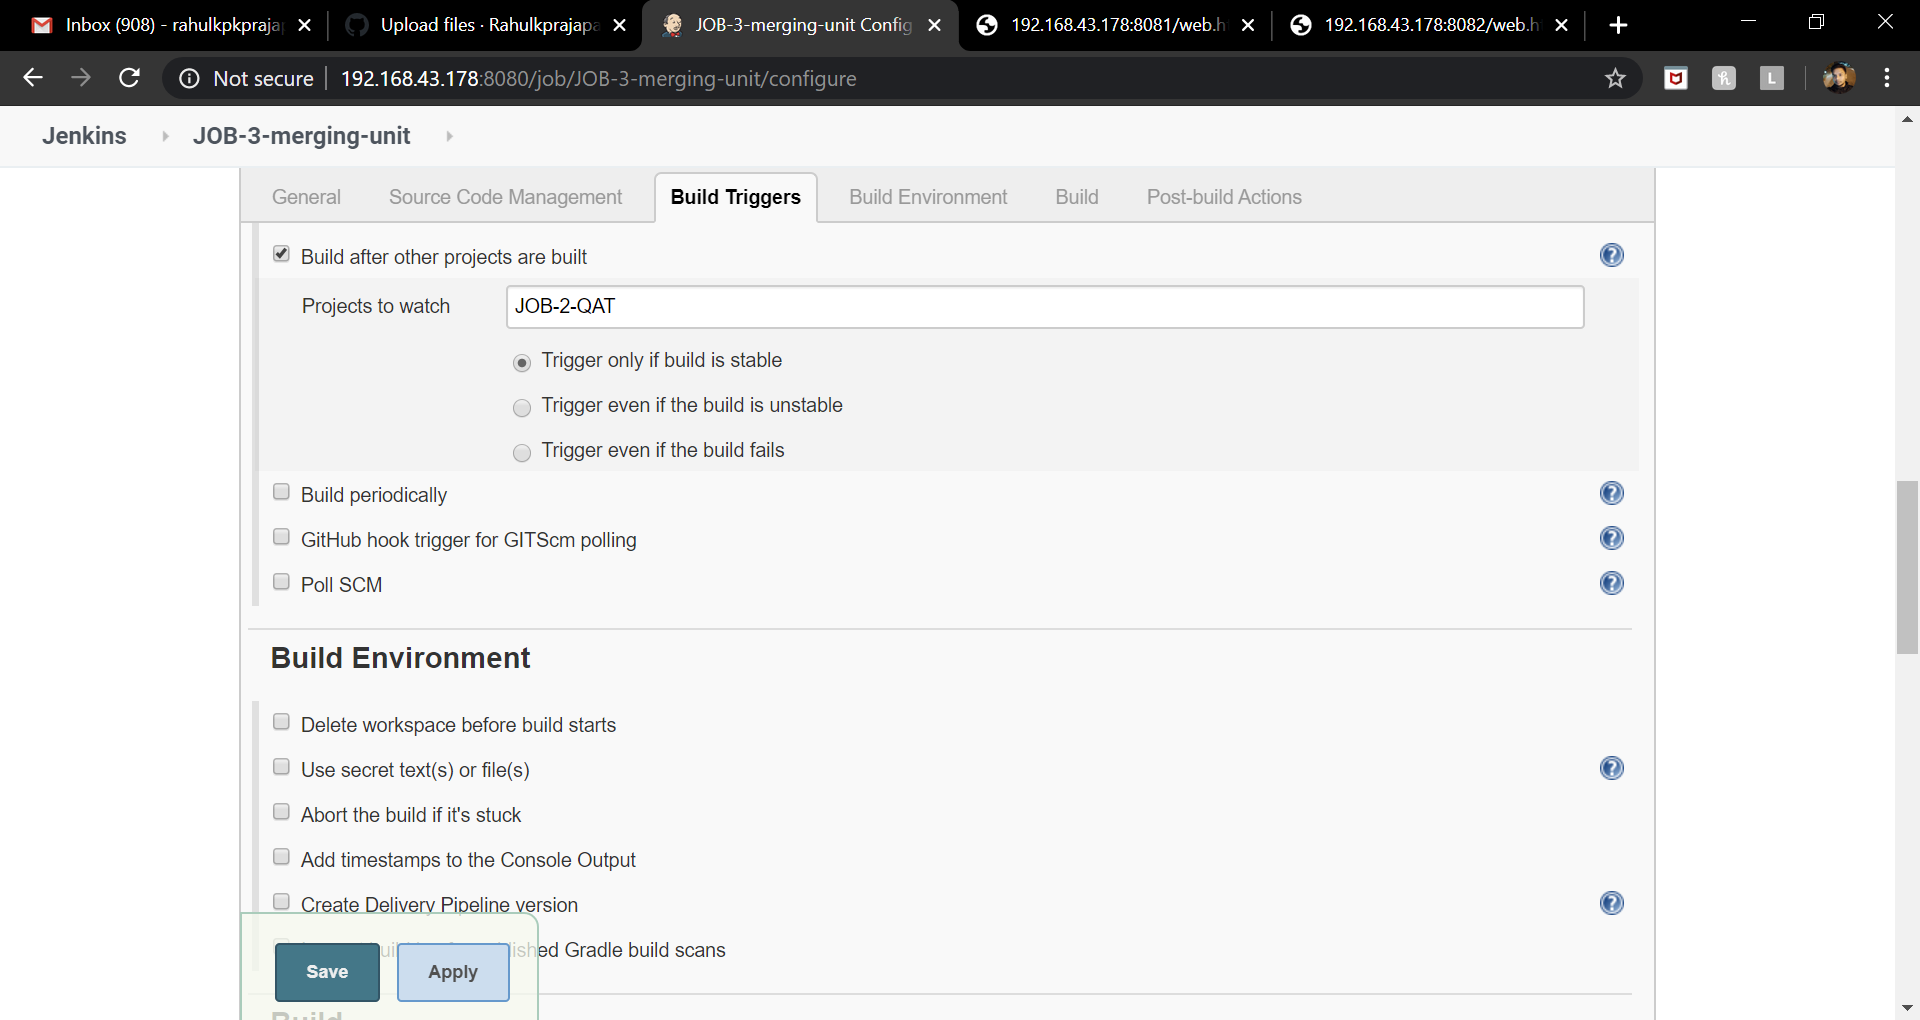 Inbox (908) - rahulkpkpraja
Upload files · Rahulkprajapa
JOB-3-merging-unit Config
192.168.43.178:8081/web.h
192.168.43.178:8082/web.h
Not secure
192.168.43.178:8080/job/JOB-3-merging-unit/configure
L
Jenkins
JOB-3-merging-unit
General
Source Code Management
Build Triggers
Build Environment
Build
Post-build Actions
Build after other projects are built
Projects to watch
JOB-2-QAT
Trigger only if build is stable
Trigger even if the build is unstable
Trigger even if the build fails
Build periodically
GitHub hook trigger for GITScm polling
Poll SCM
Build Environment
Delete workspace before build starts
Use secret text(s) or file(s)
Abort the build if it's stuck
Add timestamps to the Console Output
Create Delivery Pipeline version
Gradle build scans
Save
Apply
Build